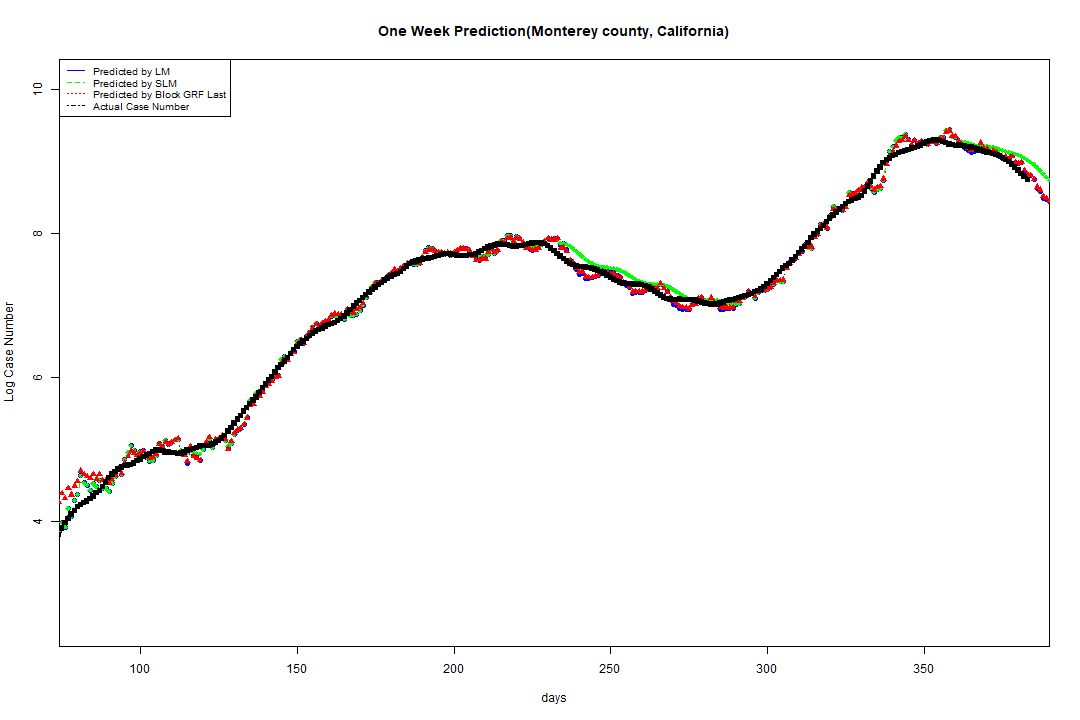 One Week Prediction(Monterey county, California)
Predicted by LM
Predicted by SLM
Predicted by Block GRF Last
Actual Case Number
10
8
6
4
Log Case Number
100 150 200 250 300 350
days